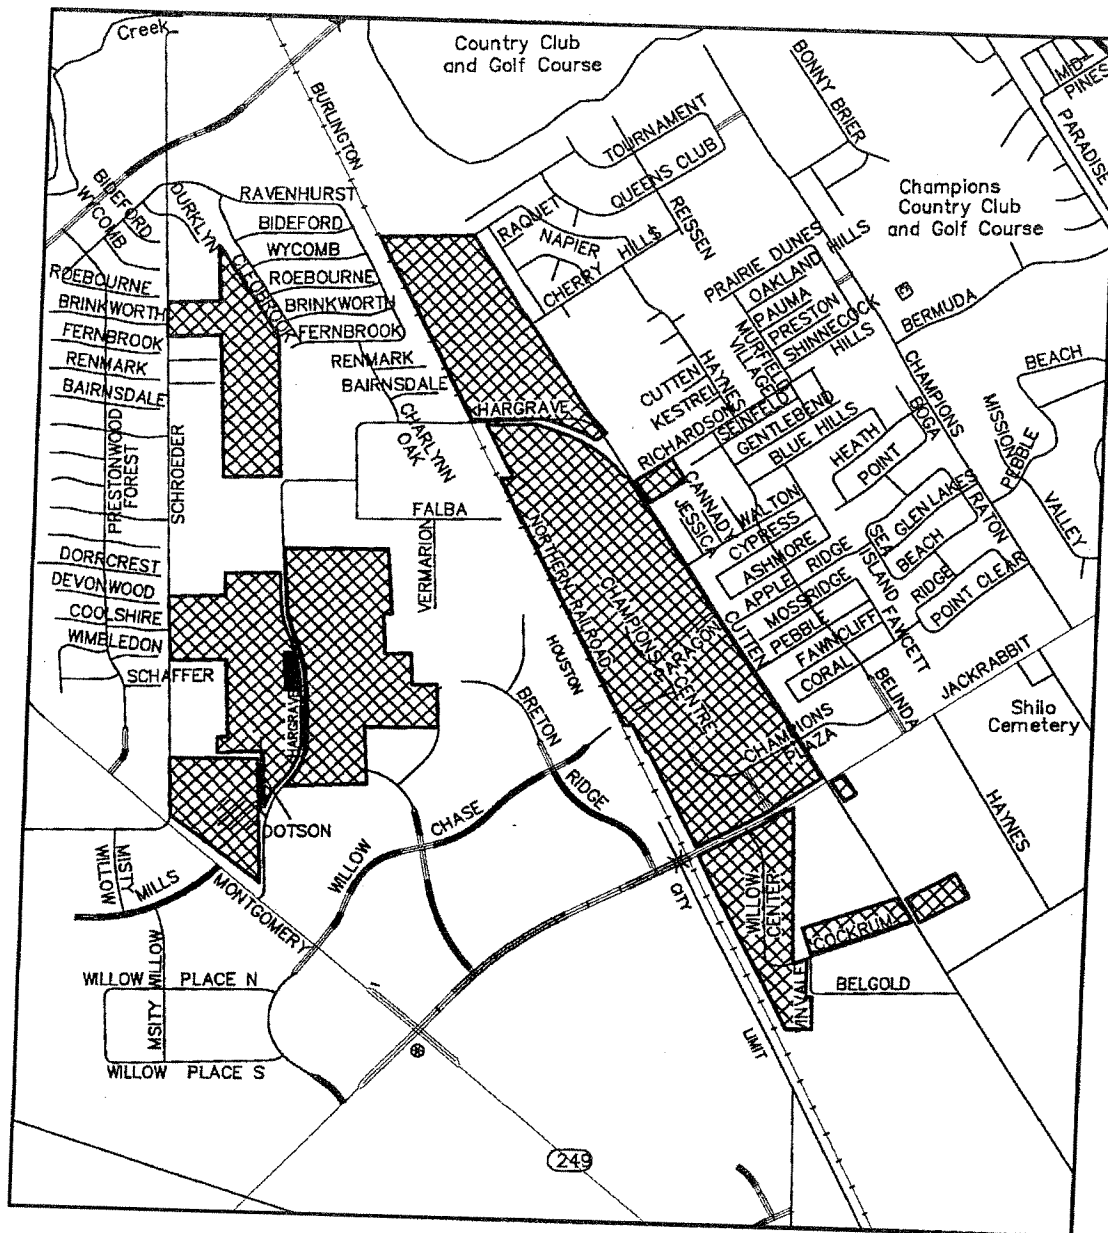 Creek
Country Club
and Golf Course
BURLINGTON
BONNY BRIER
MID
PINES
PARADISE
TOURNAMENT
QUEENS CLUB
REISSEN
RAQUET
NAPIER
CHERRY HILLS
Champions
Country Club
and Golf Course
BIDEFORD
WYCOMB
DURKLYN
RAVENHURST
BIDEFORD
WYCOMB
ROEBOURNE
BRINKWORTH
FERNBROOK
CLEOBROOK
ROEBOURNE
BRINKWORTH
FERNBROOK
RENMARK
BAIRNSDALE
RENMARK
BAIRNSDALE
PRAIRIE DUNES
OAKLAND HILLS
PAUMA
PRESTON
SHINNECOCK
HILLS
BERMUDA
MURFIELD
VILLAGE
HAYNES
CUTTEN
KESTREL
RICHARDSON
SEINFELD
GENTLEBEND
BLUE HILLS
HEATH
POINT
CHAMPIONS
BOGA
BEACH
MISSION
PEBBLE
VALLEY
HARGRAVE
CHARLYNN
OAK
PRESTONWOOD
FOREST
SCHROEDER
FALBA
VERMARION
CANNADY
JESSICA
WALTON
CYPRESS
ASHMORE
APPLE RIDGE
MOSSRIDGE
PEBBLE
FAWNCLIFF
CORAL
SEA
ISLAND
FAWCETT
GLEN LAKES
BEACH
RIDGE
RATON
POINT CLEAR
DORRCREST
DEVONWOOD
COOLSHIRE
WIMBLEDON
SCHAFFER
NORTHERN RAILROAD
HOUSTON
CHAMPIONS
CENTRE
PARAGON
CUTTEN
BELINDA
JACKRABBIT
Shilo
Cemetery
HARGRAVE
BRETON
RIDGE
CHAMPIONS
PLAZA
HAYNES
DOTSON
WILLOW
CHASE
MISTY
WILLOW
MILLS
MONTGOMERY
CITY
WILLOW
CENTER
COCKRUM
VINVALE
BELGOLD
WILLOW PLACE N
MSITY WILLOW
WILLOW PLACE S
LIMIT
249